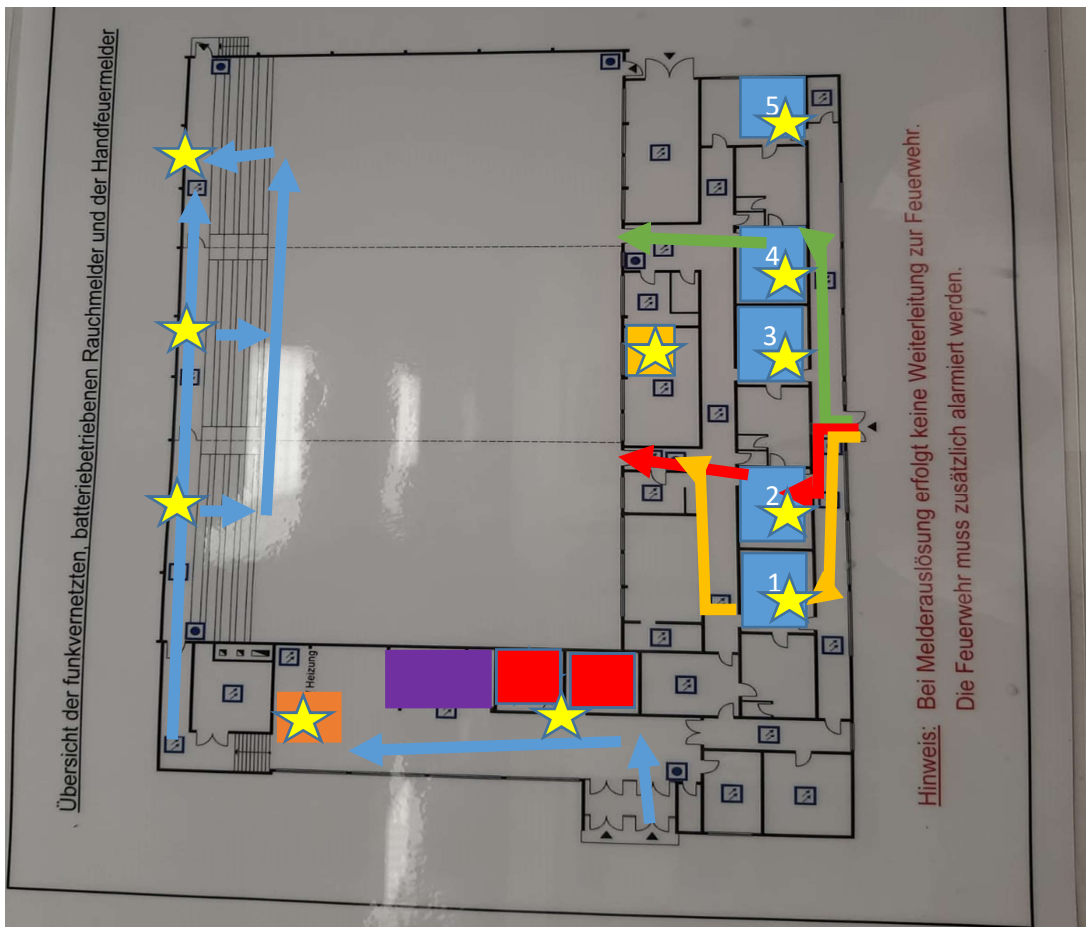 Übersicht der funkvernetzten, batteriebetriebenen Rauchmelder und der Handfeuermelder
5
4
3
2
1
Heizung
Hinweis: Bei Melderauslösung erfolgt keine Weiterleitung zur Feuerwehr.
Die Feuerwehr muss zusätzlich alarmiert werden.